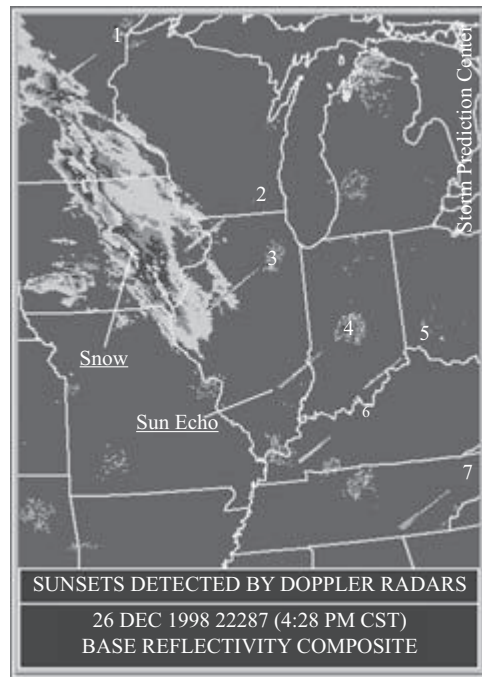 1
Storm Prediction Center
2
3
4
5
Snow
Sun Echo
6
7
SUNSETS DETECTED BY DOPPLER RADARS
26 DEC 1998 22287 (4:28 PM CST)
BASE REFLECTIVITY COMPOSITE